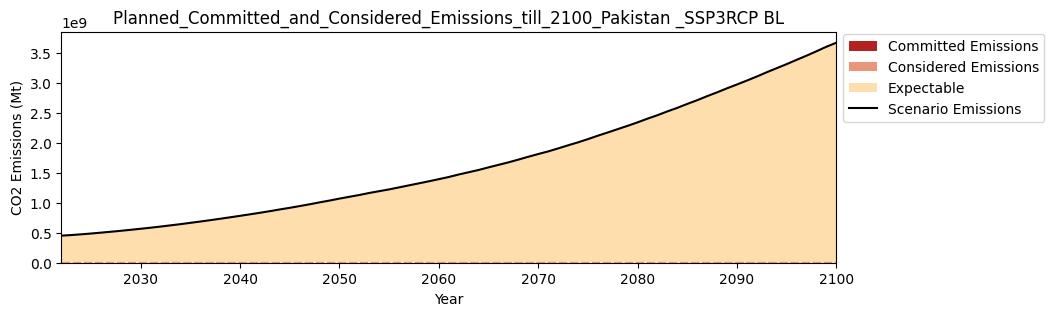 Planned_Committed_and_Considered_Emissions_till_2100_Pakistan _SSP3RCP BL
1e9
3.5
3.0
2.5
2.0
1.5
1.0
0.5
0.0
CO2 Emissions (Mt)
2030 2040 2050 2060 2070 2080 2090 2100
Year
Committed Emissions
Considered Emissions
Expectable
Scenario Emissions